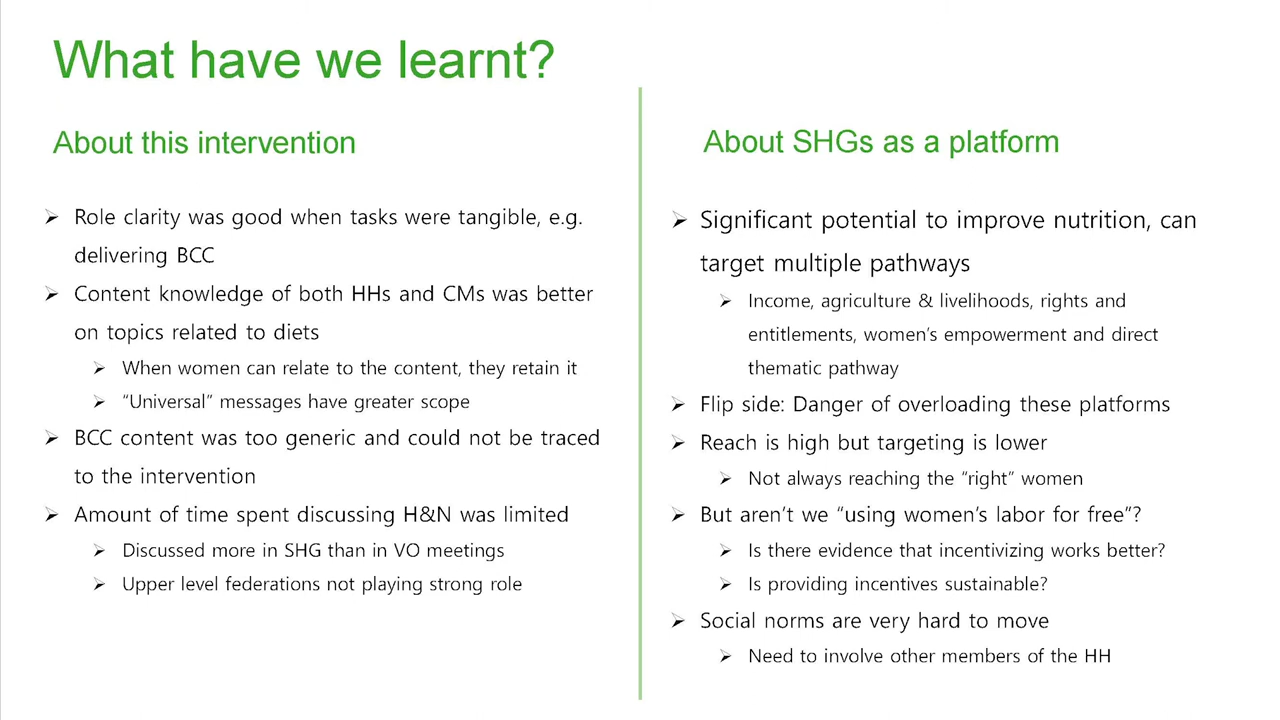 What have we learnt?
About this intervention
➢ Role clarity was good when tasks were tangible, e.g.
delivering BCC
➢ Content knowledge of both HHs and CMs was better
on topics related to diets
➢ When women can relate to the content, they retain it
➢ “Universal” messages have greater scope
➢ BCC content was too generic and could not be traced
to the intervention
➢ Amount of time spent discussing H&N was limited
➢ Discussed more in SHG than in VO meetings
➢ Upper level federations not playing strong role
About SHGs as a platform
➢ Significant potential to improve nutrition, can
target multiple pathways
➢ Income, agriculture & livelihoods, rights and
entitlements, women’s empowerment and direct
thematic pathway
➢ Flip side: Danger of overloading these platforms
➢ Reach is high but targeting is lower
➢ Not always reaching the “right” women
➢ But aren’t we “using women’s labor for free”?
➢ Is there evidence that incentivizing works better?
➢ Is providing incentives sustainable?
➢ Social norms are very hard to move
➢ Need to involve other members of the HH